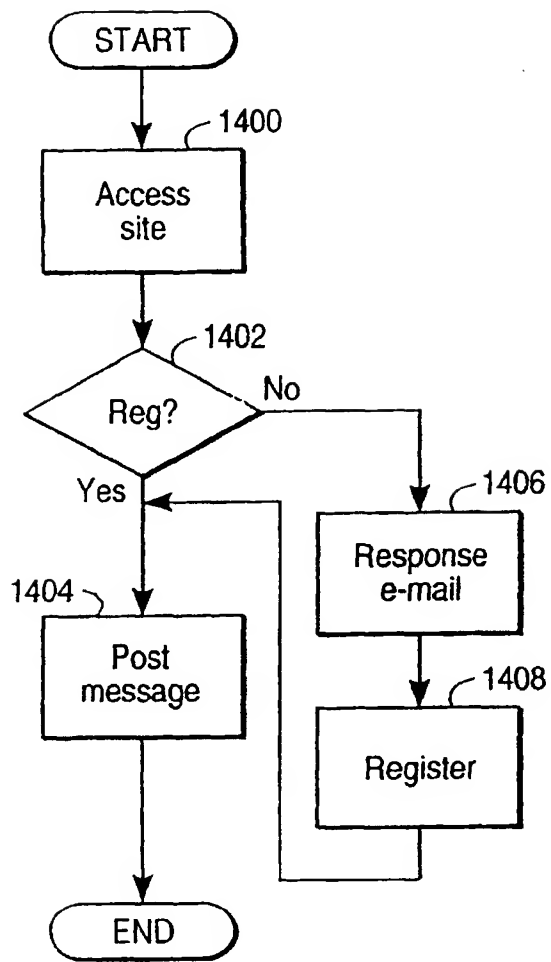 START
1400
Access
site
1402
Reg?
No
Yes
1406
Response
e-mail
1404
Post
message
1408
Register
END